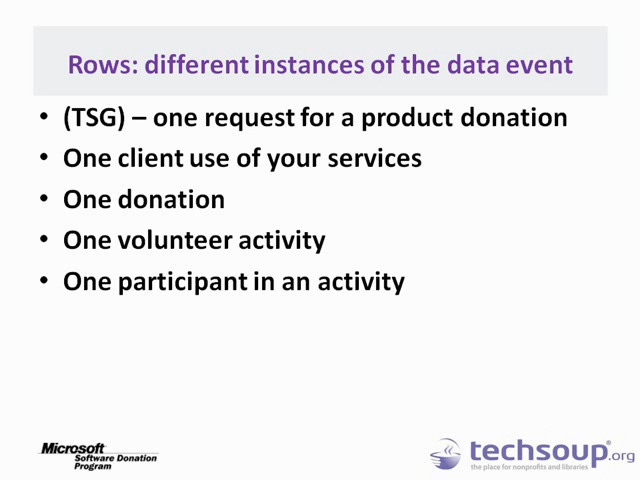 Rows: different instances of the data event
• (TSG) – one request for a product donation
• One client use of your services
• One donation
• One volunteer activity
• One participant in an activity
Microsoft
Software Donation
Program
techsoup®.org
the place for nonprofits and libraries